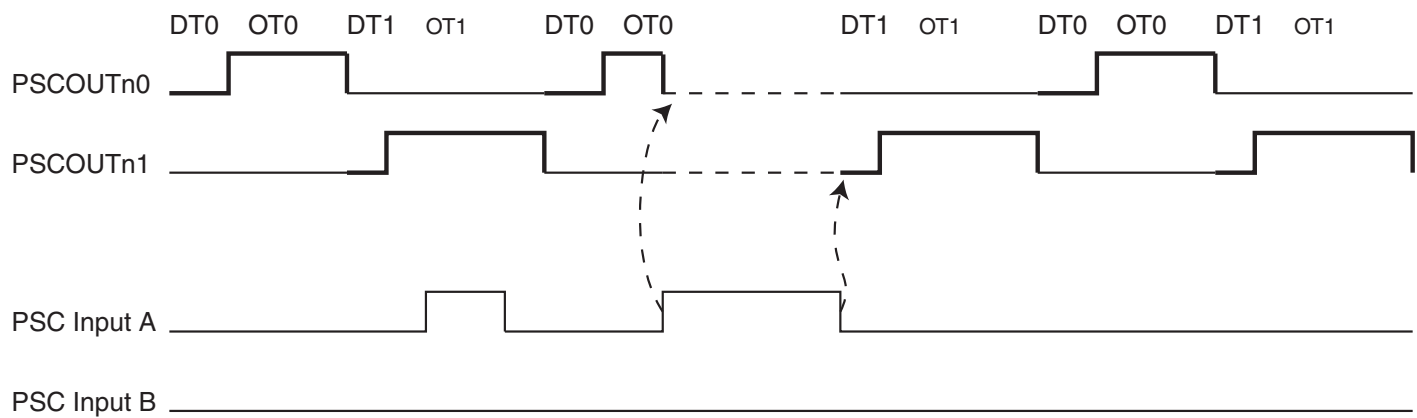 DT0 OT0 DT1 OT1 DT0 OT0 DT1 OT1 DT0 OT0 DT1 OT1
PSCOUTn0
PSCOUTn1
PSC Input A
PSC Input B